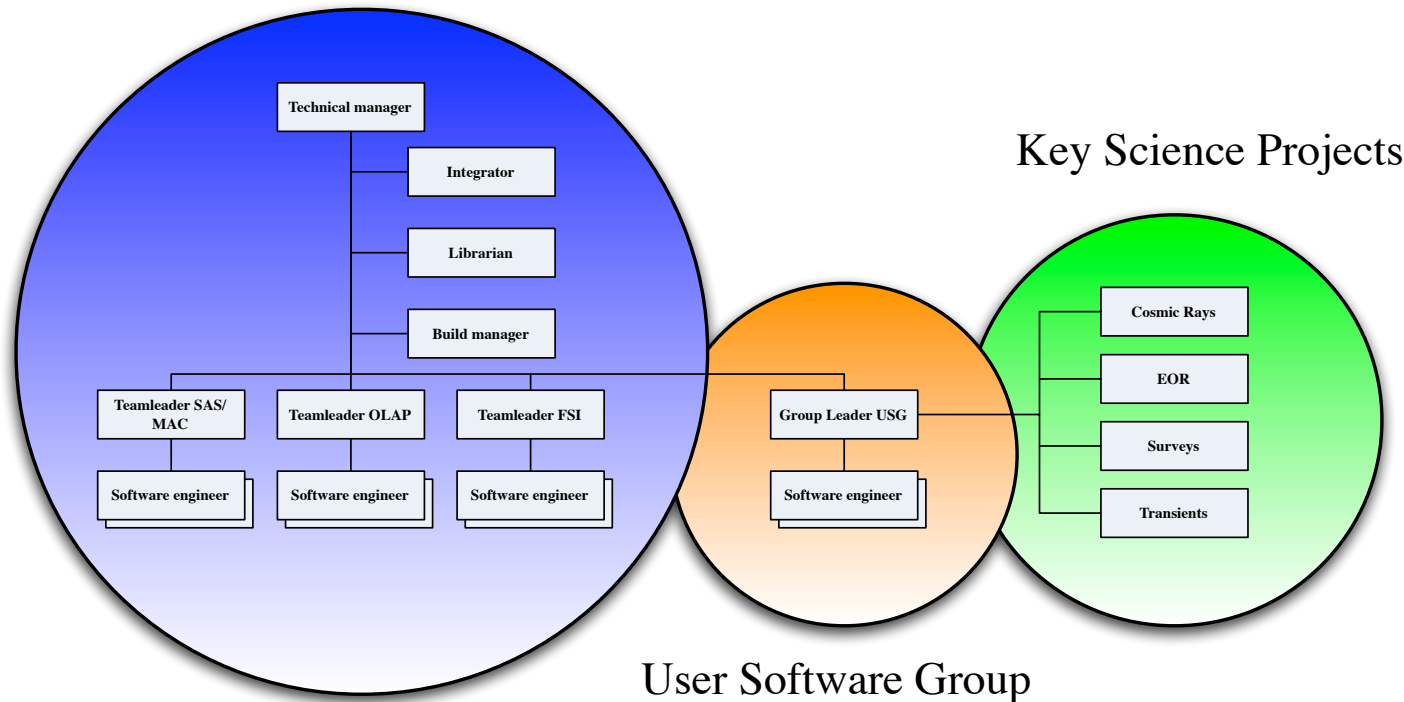 Technical manager
Integrator
Librarian
Build manager
Key Science Projects
Teamleader SAS/
MAC
Teamleader OLAP
Teamleader FSI
Group Leader USG
Software engineer
Software engineer
Software engineer
Software engineer
Cosmic Rays
EOR
Surveys
Transients
User Software Group